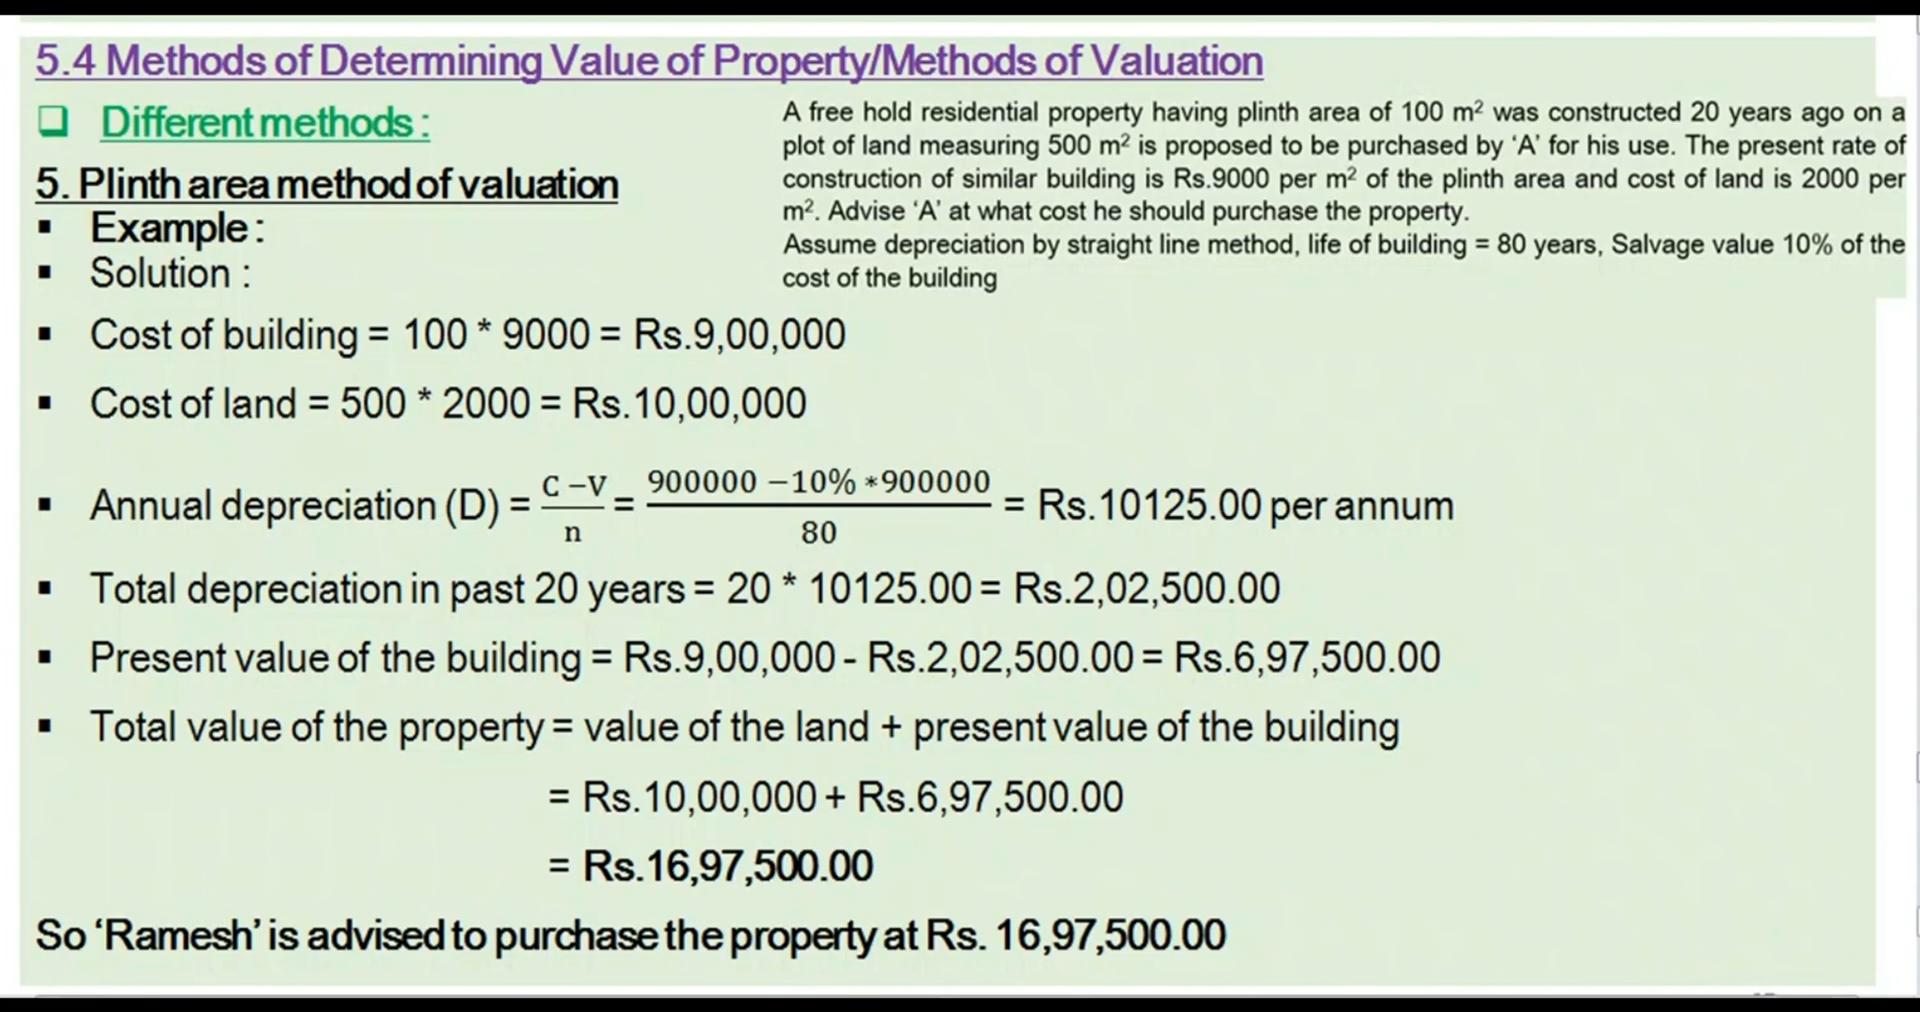 5.4 Methods of Determining Value of Property/Methods of Valuation
❑ Different methods :
5. Plinth area method of valuation
▪ Example :
▪ Solution :
A free hold residential property having plinth area of 100 m² was constructed 20 years ago on a
plot of land measuring 500 m² is proposed to be purchased by ‘A’ for his use. The present rate of
construction of similar building is Rs.9000 per m² of the plinth area and cost of land is 2000 per
m². Advise ‘A’ at what cost he should purchase the property.
Assume depreciation by straight line method, life of building = 80 years, Salvage value 10% of the
cost of the building
▪ Cost of building = 100 * 9000 = Rs.9,00,000
▪ Cost of land = 500 * 2000 = Rs.10,00,000
▪ Annual depreciation (D) = C –V / n = 900000 –10% *900000 / 80 = Rs.10125.00 per annum
▪ Total depreciation in past 20 years = 20 * 10125.00 = Rs.2,02,500.00
▪ Present value of the building = Rs.9,00,000 - Rs.2,02,500.00 = Rs.6,97,500.00
▪ Total value of the property = value of the land + present value of the building
= Rs.10,00,000 + Rs.6,97,500.00
= Rs.16,97,500.00
So ‘Ramesh’ is advised to purchase the property at Rs. 16,97,500.00